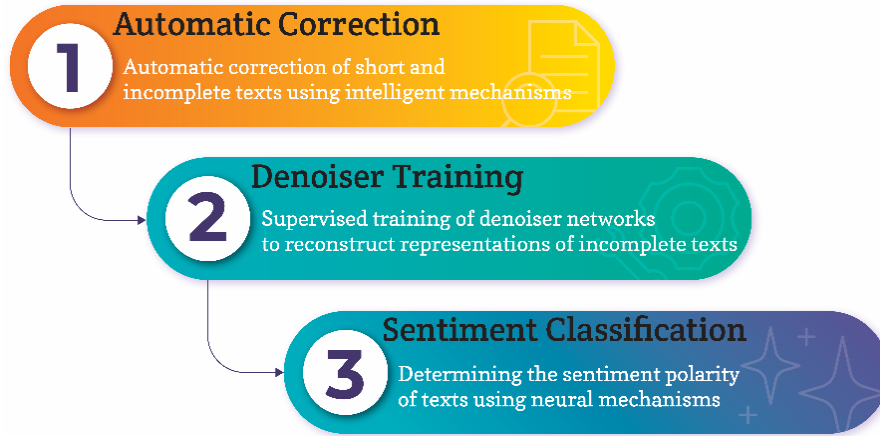 1
Automatic Correction
Automatic correction of short and
incomplete texts using intelligent mechanisms
2
Denoiser Training
Supervised training of denoiser networks
to reconstruct representations of incomplete texts
3
Sentiment Classification
Determining the sentiment polarity
of texts using neural mechanisms